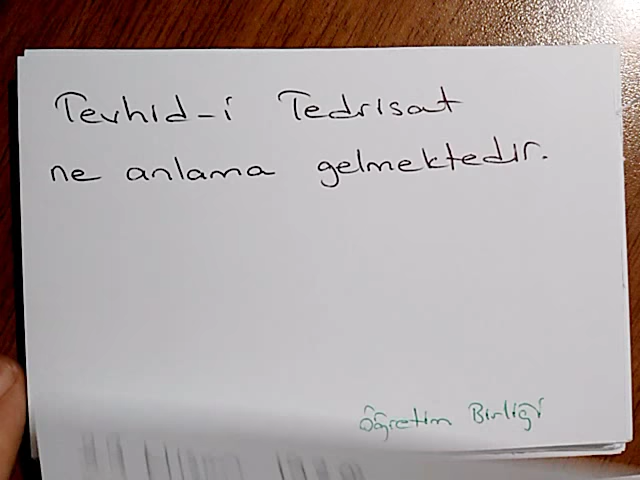 Tevhid-i Tedrisat
ne anlama gelmektedir.
Öğretim Birliği